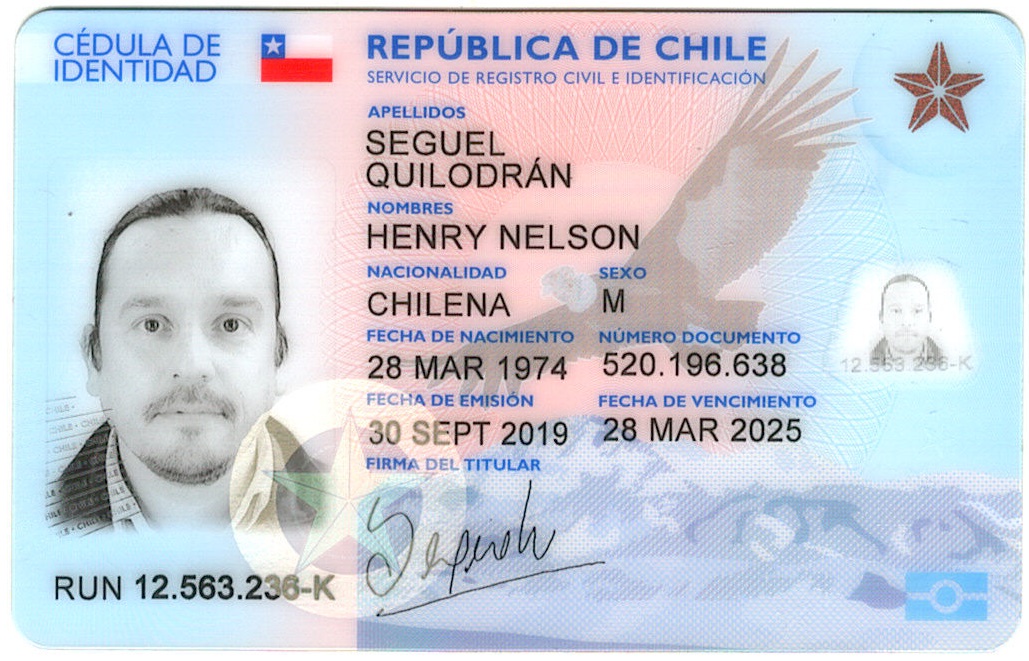 CÉDULA DE
IDENTIDAD
REPÚBLICA DE CHILE
SERVICIO DE REGISTRO CIVIL E IDENTIFICACIÓN
APELLIDOS
SEGUEL
QUILODRÁN
NOMBRES
HENRY NELSON
NACIONALIDAD SEXO
CHILENA M
FECHA DE NACIMIENTO NÚMERO DOCUMENTO
28 MAR 1974 520.196.638
12.563.236-K
FECHA DE EMISIÓN FECHA DE VENCIMIENTO
30 SEPT 2019 28 MAR 2025
FIRMA DEL TITULAR
RUN 12.563.236-K